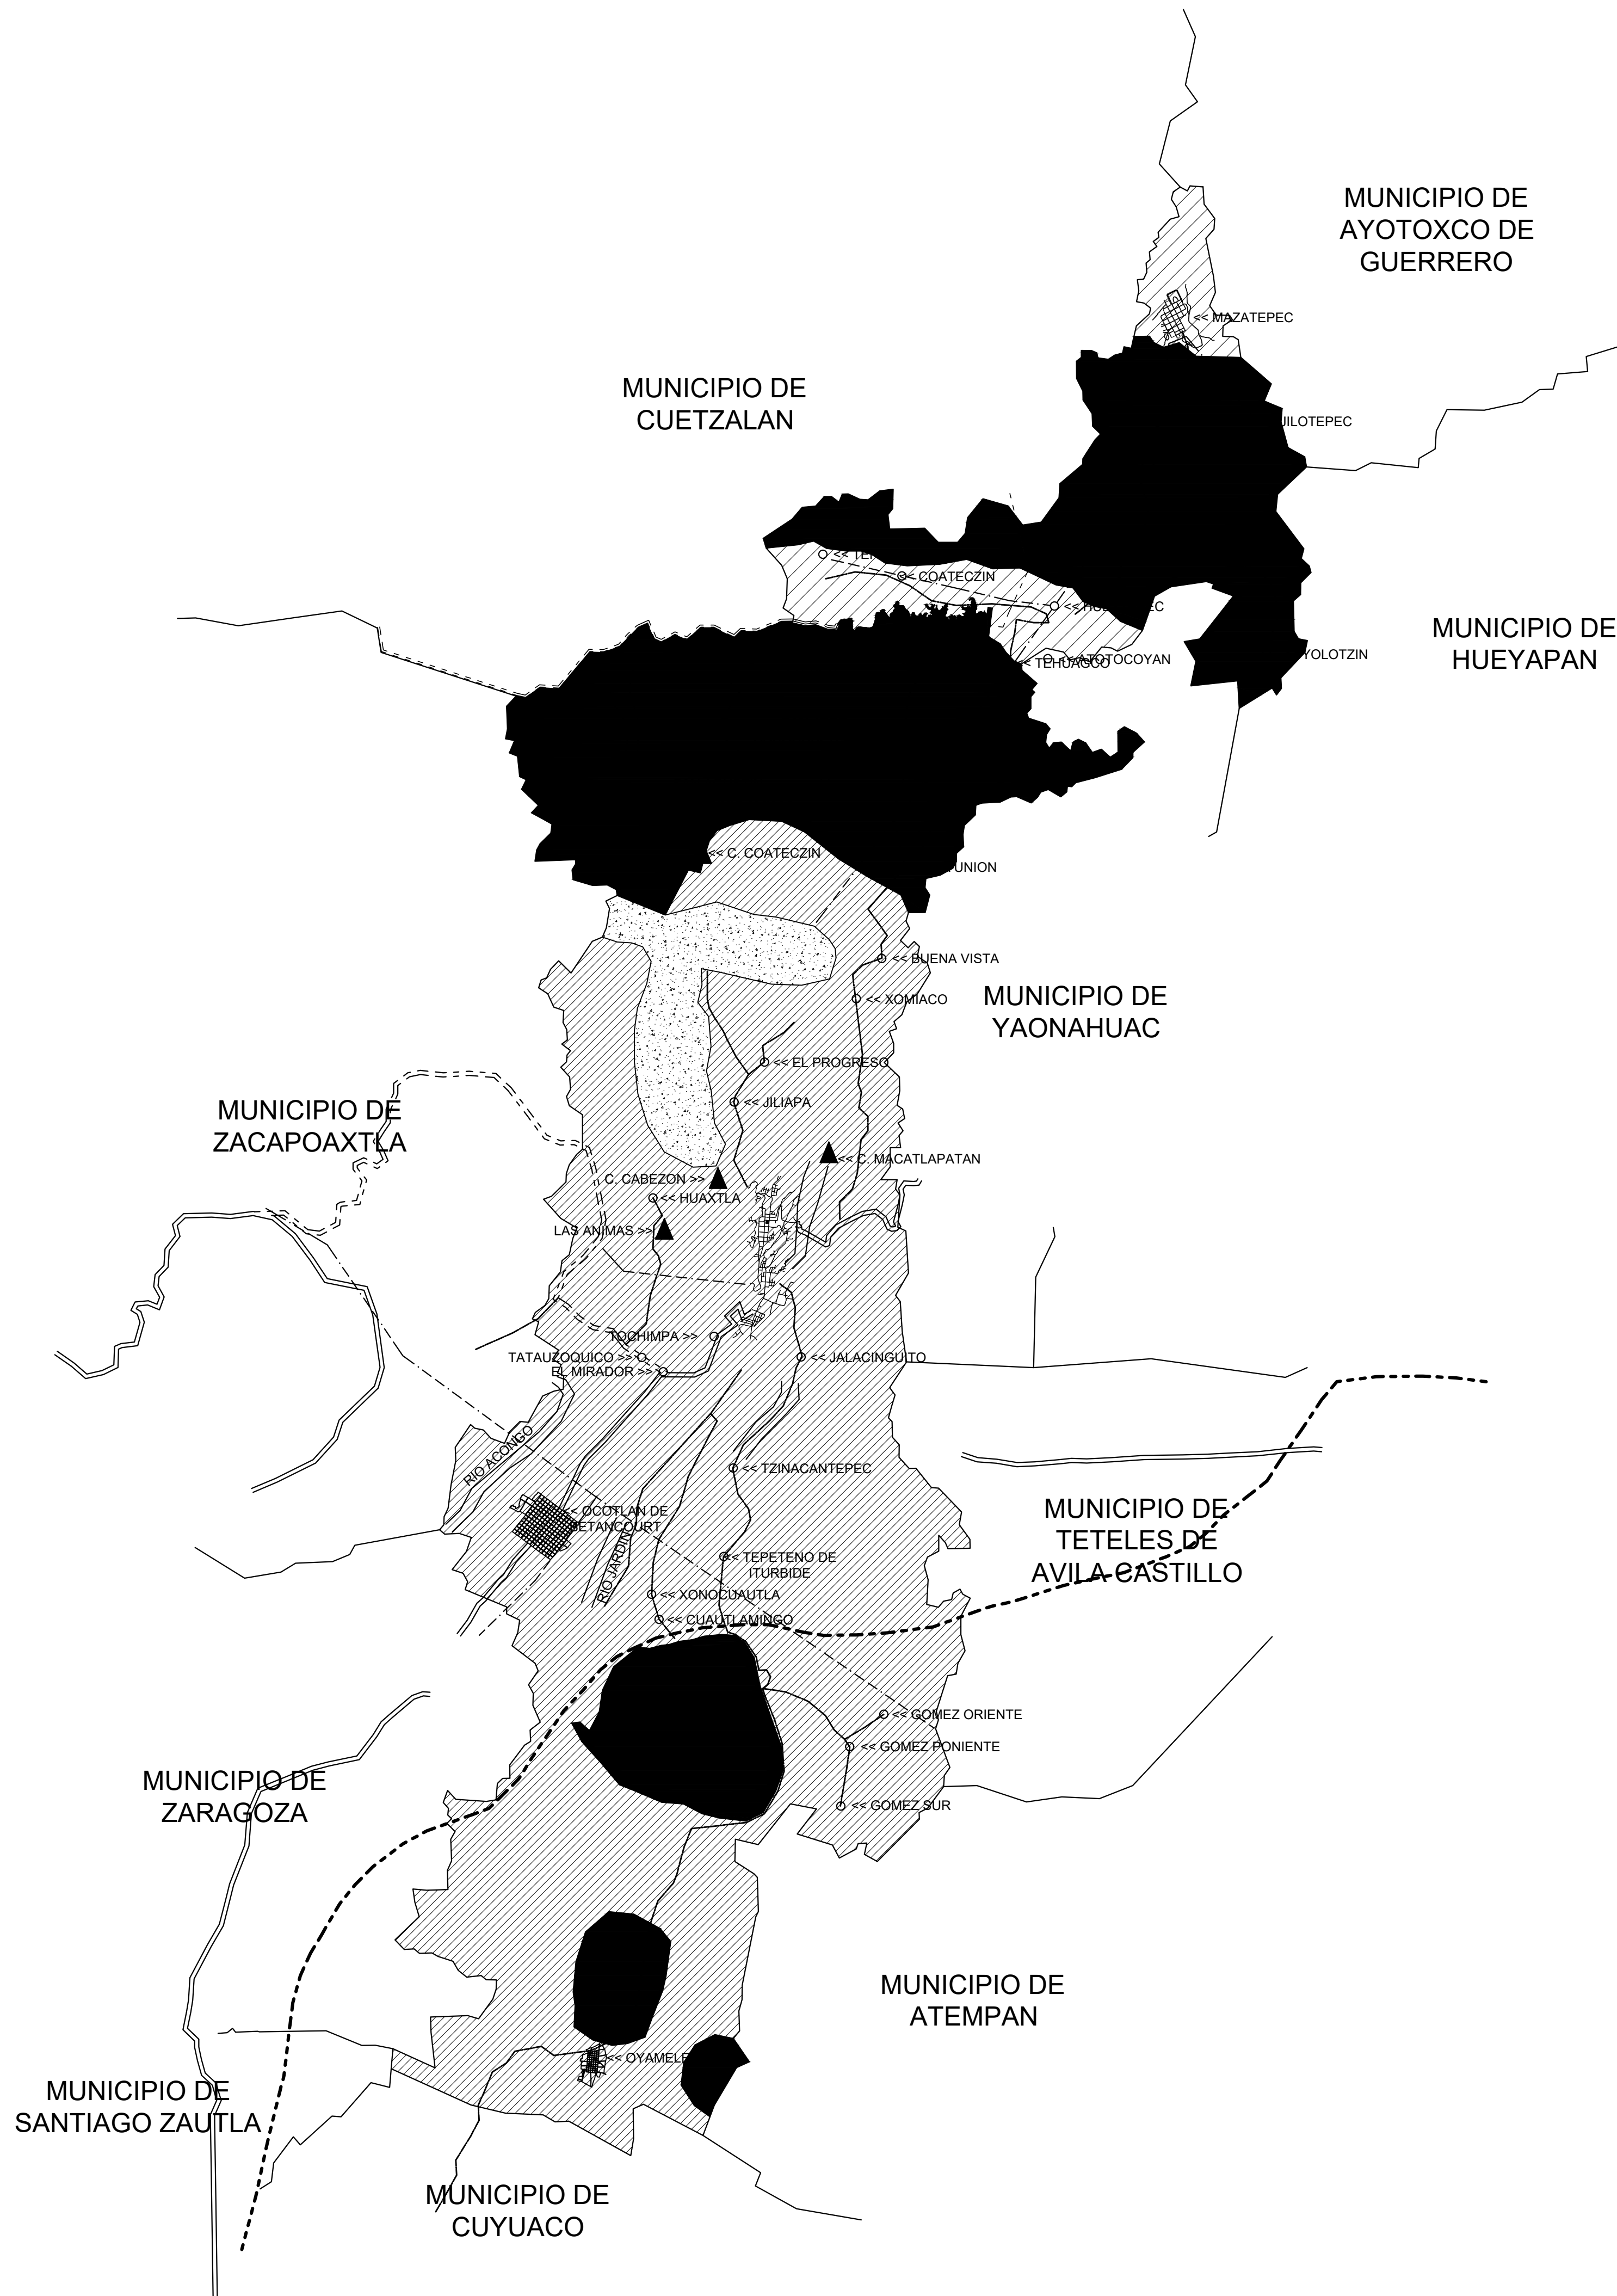 MUNICIPIO DE
AYOTOXCO DE
GUERRERO
<< MAZATEPEC
MUNICIPIO DE
CUETZALAN
<< COATECZIN
MUNICIPIO DE
HUEYAPAN
<< ATOTOCOYAN
<< TEHUAGCO
<< C. COATECZIN
UNION
<< BUENA VISTA
<< XOMIACO
MUNICIPIO DE
YAONAHUAC
<< EL PROGRESO
<< JILIAPA
MUNICIPIO DE
ZACAPOAXTLA
<< C. MACATLAPATAN
C. CABEZON >>
<< HUAXTLA
LAS ANIMAS >>
TOCHIMPA >>
TATAUZOQUICO >>
<< JALACINGUITO
EL MIRADOR >>
RIO ACONGO
<< TZINACANTEPEC
<< OCOTLAN DE
BETANCOURT
MUNICIPIO DE
TETELES DE
AVILA CASTILLO
RIO JARDIN
<< TEPETENO DE
ITURBIDE
<< XONOCUAUTLA
<< CUAUTLAMINGO
<< GOMEZ ORIENTE
<< GOMEZ PONIENTE
MUNICIPIO DE
ZARAGOZA
<< GOMEZ SUR
MUNICIPIO DE
ATEMPAN
MUNICIPIO DE
SANTIAGO ZAUTLA
MUNICIPIO DE
CUYUACO